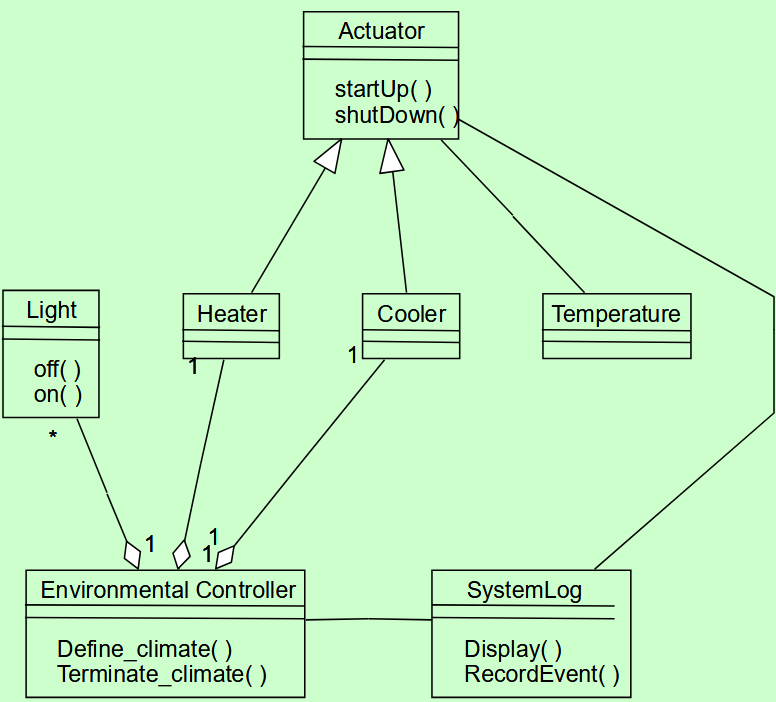 Actuator
startUp( )
shutDown( )
Light
off( )
on( )
*
Heater
1
Cooler
1
Temperature
1
1
1
Environmental Controller
Define_climate( )
Terminate_climate( )
SystemLog
Display( )
RecordEvent( )